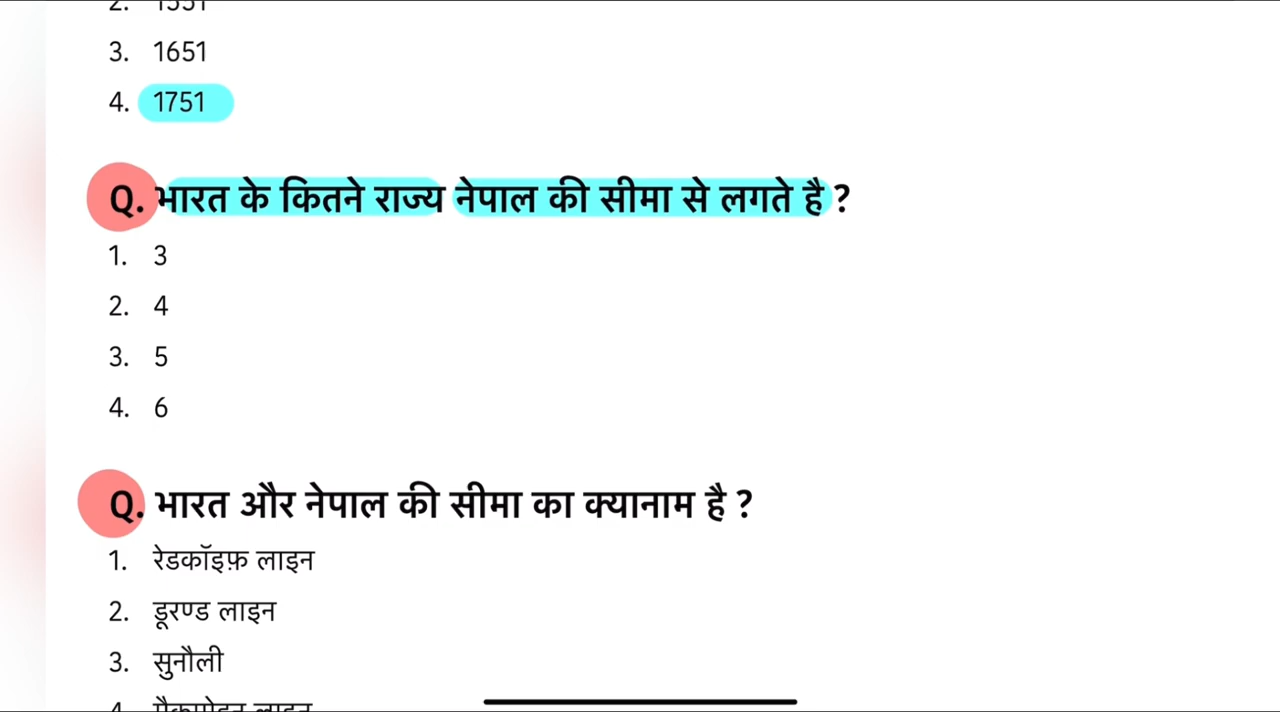 3. 1651
4. 1751
Q. भारत के कितने राज्य नेपाल की सीमा से लगते है ?
1. 3
2. 4
3. 5
4. 6
Q. भारत और नेपाल की सीमा का क्यानाम है ?
1. रेडकॉइफ़ लाइन
2. डूरण्ड लाइन
3. सुनौली